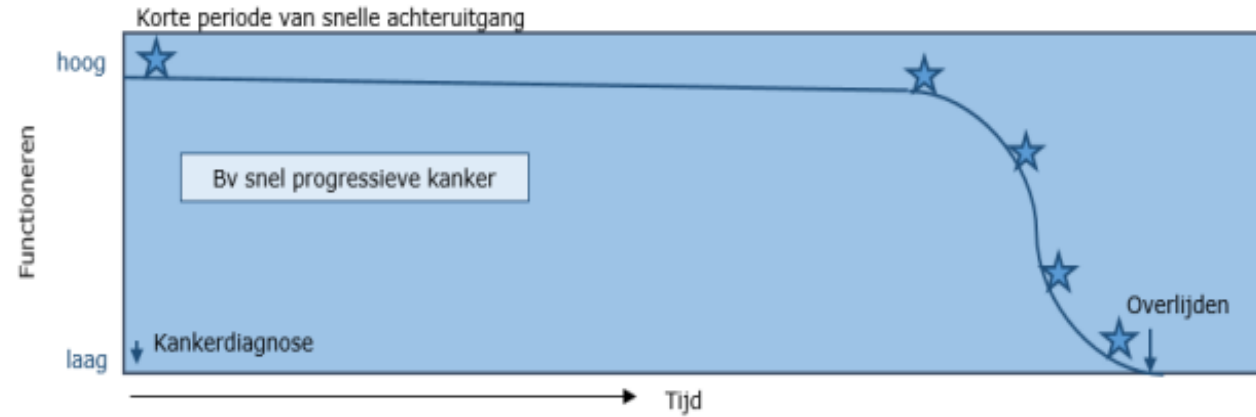 Korte periode van snelle achteruitgang
hoog
Functioneren
Bv snel progressieve kanker
Overlijden
Kankerdiagnose
laag
Tijd